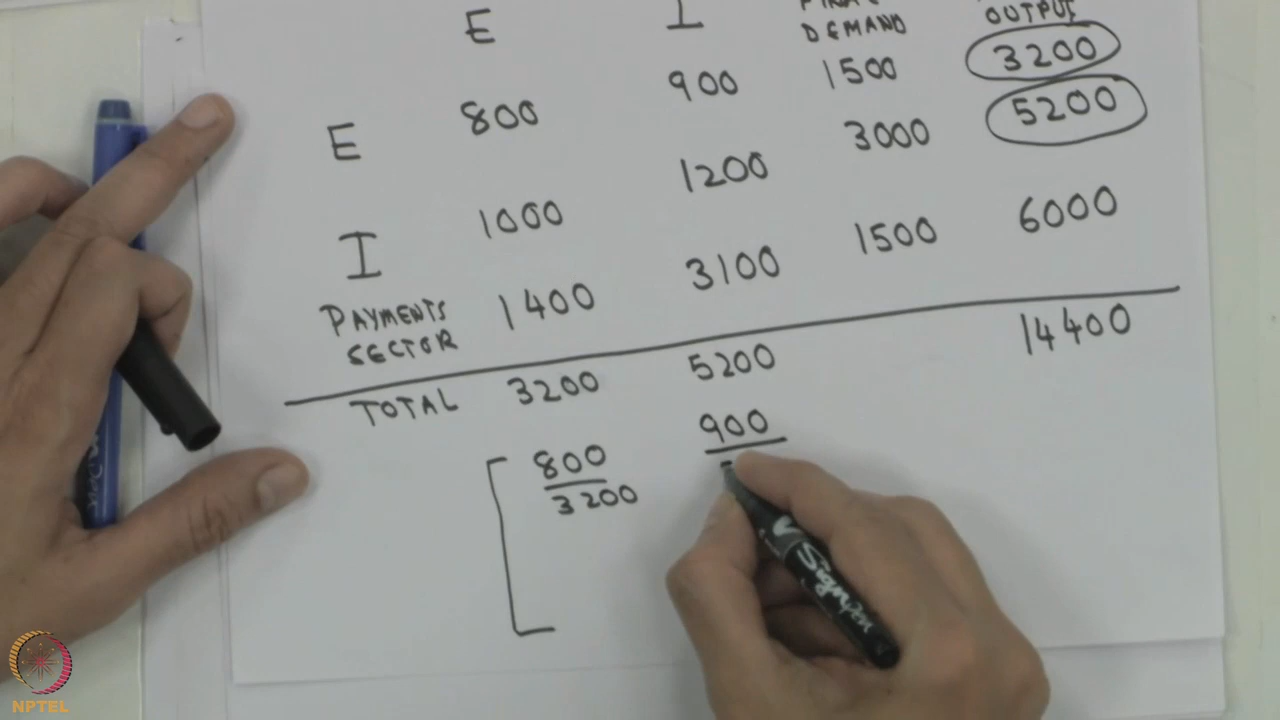 E I DEMAND OUTPUT
E 800 900 1500 3200
I 1000 1200 3000 5200
PAYMENTS SECTOR 1400 3100 1500 6000
TOTAL 3200 5200 14400
800 900
3200
Signpen
NPTEL